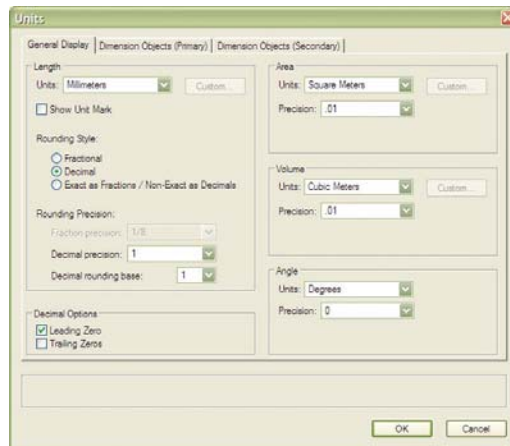 Units
General Display
Dimension Objects (Primary)
Dimension Objects (Secondary)
Length
Units: Milimeters
Custom...
Show Unit Mark
Rounding Style:
Fractional
Decimal
Exact as Fractions / Non-Exact as Decimals
Rounding Precision:
Fraction precision: 1/8
Decimal precision: 1
Decimal rounding base: 1
Decimal Options
Leading Zero
Trailing Zeros
Area
Units: Square Meters
Custom...
Precision: .01
Volume
Units: Cubic Meters
Custom...
Precision: .01
Angle
Units: Degrees
Precision: 0
OK
Cancel